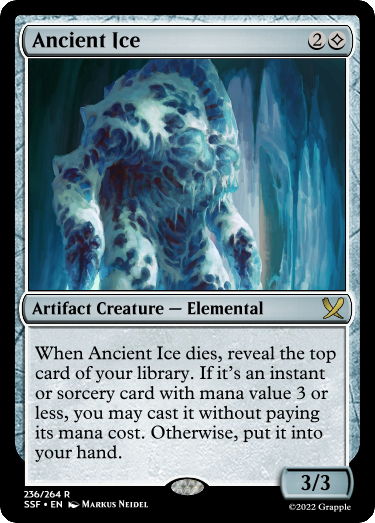 Ancient Ice 2
Artifact Creature — Elemental
When Ancient Ice dies, reveal the top
card of your library. If it's an instant
or sorcery card with mana value 3 or
less, you may cast it without paying
its mana cost. Otherwise, put it into
your hand.
3/3
236/264 R
SSF • EN Markus Neidel
©2022 Grapple